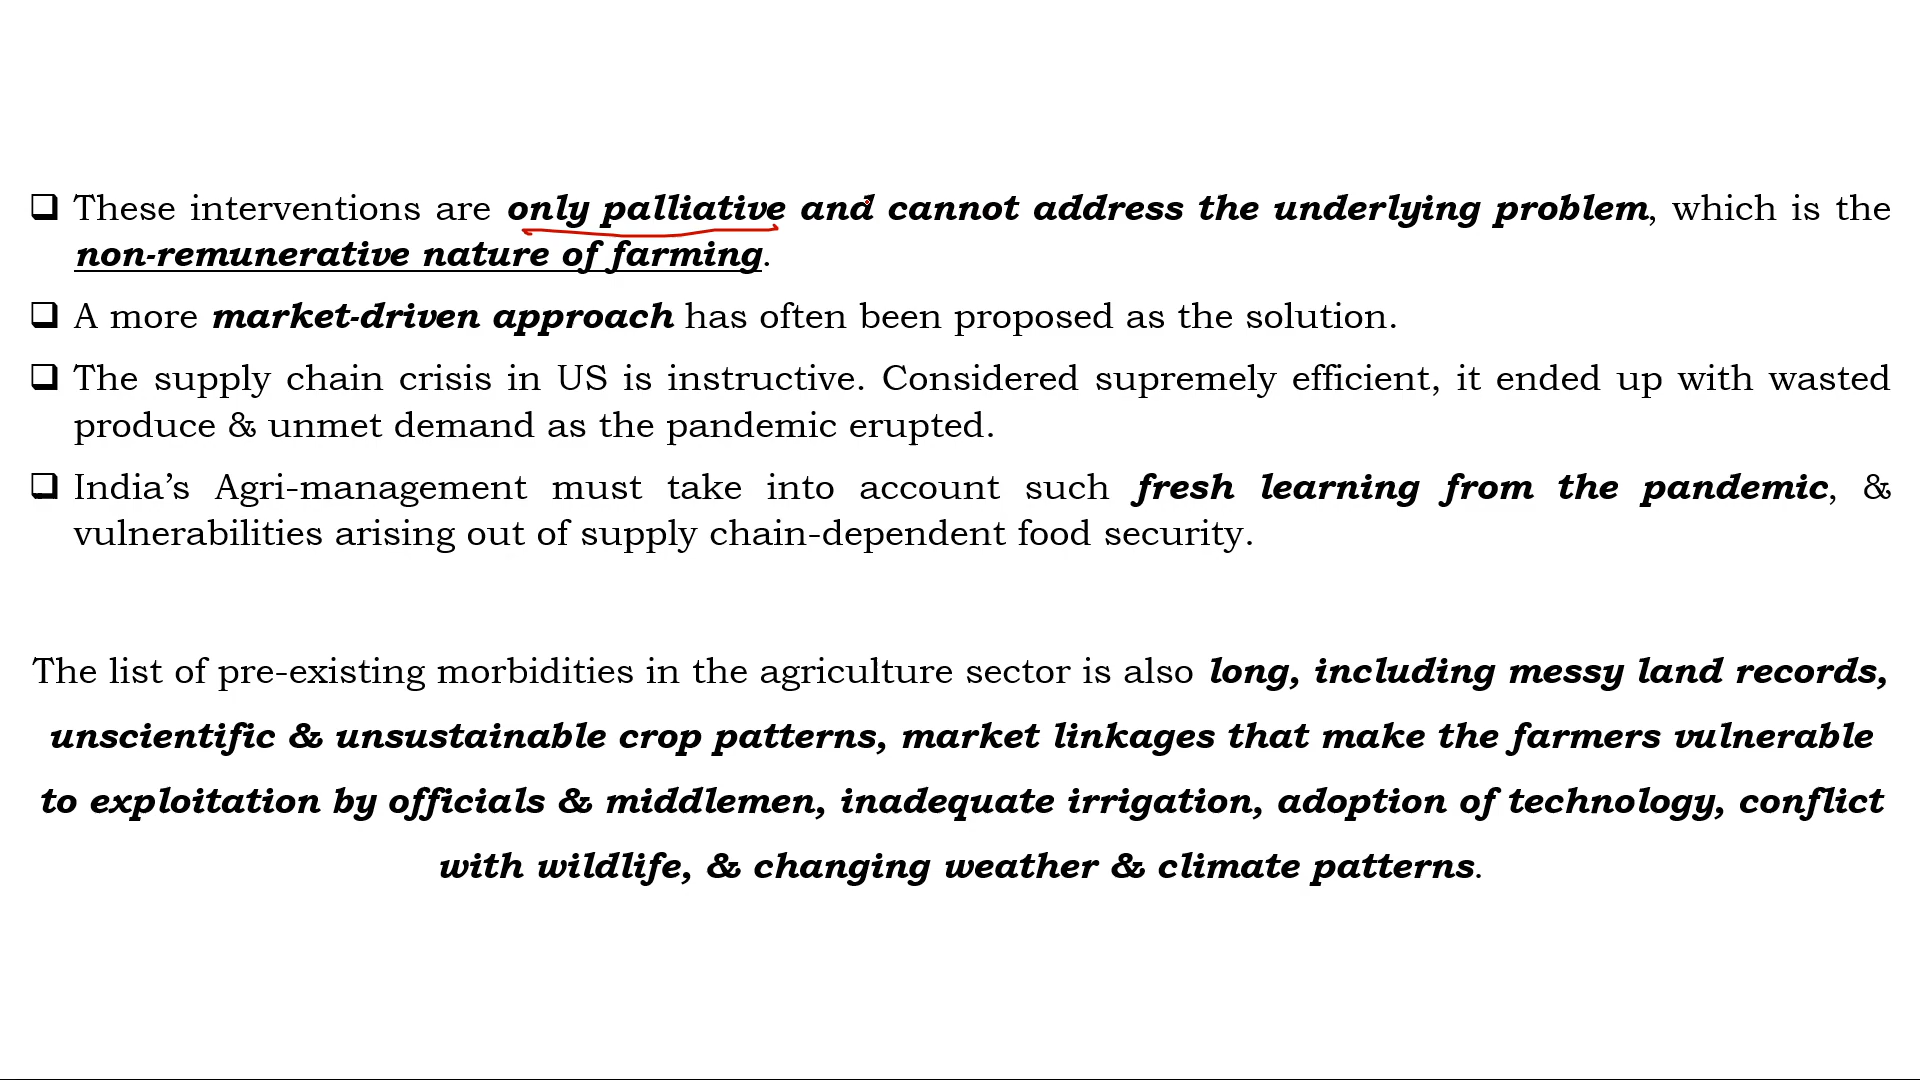 ❑ These interventions are only palliative and cannot address the underlying problem, which is the
non-remunerative nature of farming.
❑ A more market-driven approach has often been proposed as the solution.
❑ The supply chain crisis in US is instructive. Considered supremely efficient, it ended up with wasted
produce & unmet demand as the pandemic erupted.
❑ India’s Agri-management must take into account such fresh learning from the pandemic, &
vulnerabilities arising out of supply chain-dependent food security.
The list of pre-existing morbidities in the agriculture sector is also long, including messy land records,
unscientific & unsustainable crop patterns, market linkages that make the farmers vulnerable
to exploitation by officials & middlemen, inadequate irrigation, adoption of technology, conflict
with wildlife, & changing weather & climate patterns.